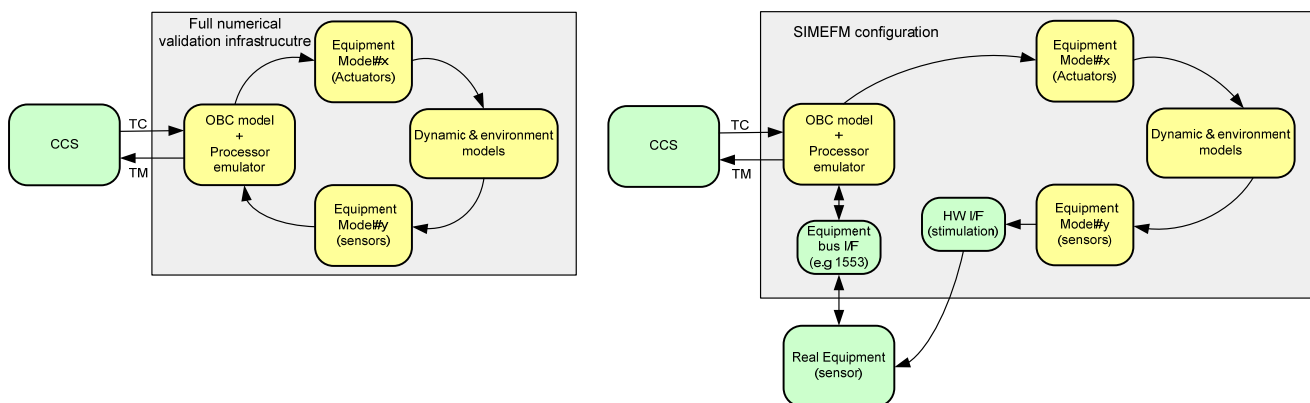 Full numerical
validation infrastrucutre
Equipment
Model#x
(Actuators)
CCS
TC
TM
OBC model
+
Processor
emulator
Dynamic & environment
models
Equipment
Model#y
(sensors)
SIMEFM configuration
Equipment
Model#x
(Actuators)
CCS
TC
TM
OBC model
+
Processor
emulator
Dynamic & environment
models
Equipment
bus I/F
(e.g 1553)
HW I/F
(stimulation)
Equipment
Model#y
(sensors)
Real Equipment
(sensor)